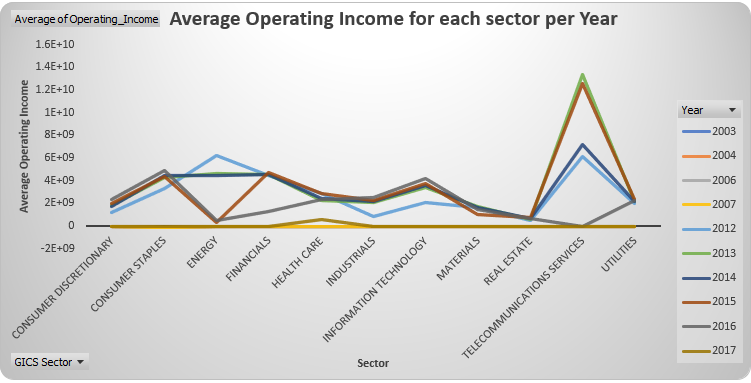 Average of Operating_Income
Average Operating Income for each sector per Year
1.6E+10
1.4E+10
1.2E+10
1E+10
8E+09
6E+09
4E+09
2E+09
0
-2E+09
Average Operating Income
CONSUMER DISCRETIONARY
CONSUMER STAPLES
ENERGY
FINANCIALS
HEALTH CARE
INDUSTRIALS
INFORMATION TECHNOLOGY
MATERIALS
REAL ESTATE
TELECOMMUNICATIONS SERVICES
UTILITIES
Sector
Year
2003
2004
2006
2007
2012
2013
2014
2015
2016
2017
GICS Sector